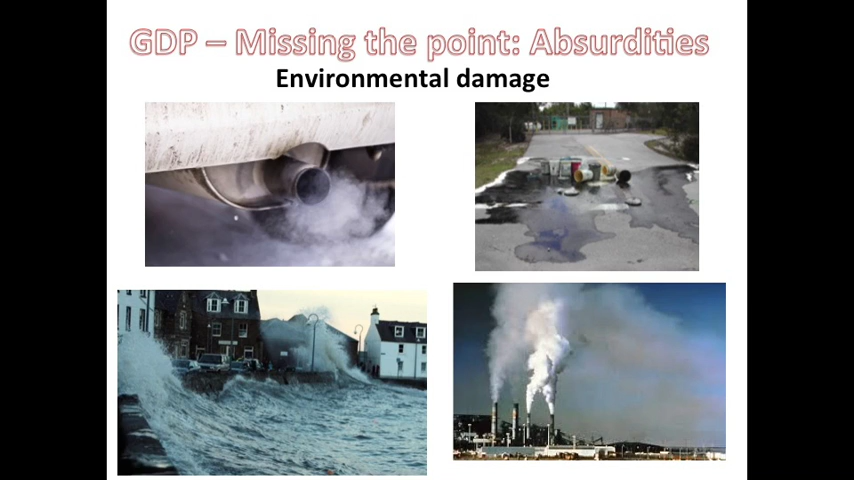 GDP – Missing the point: Absurdities
Environmental damage